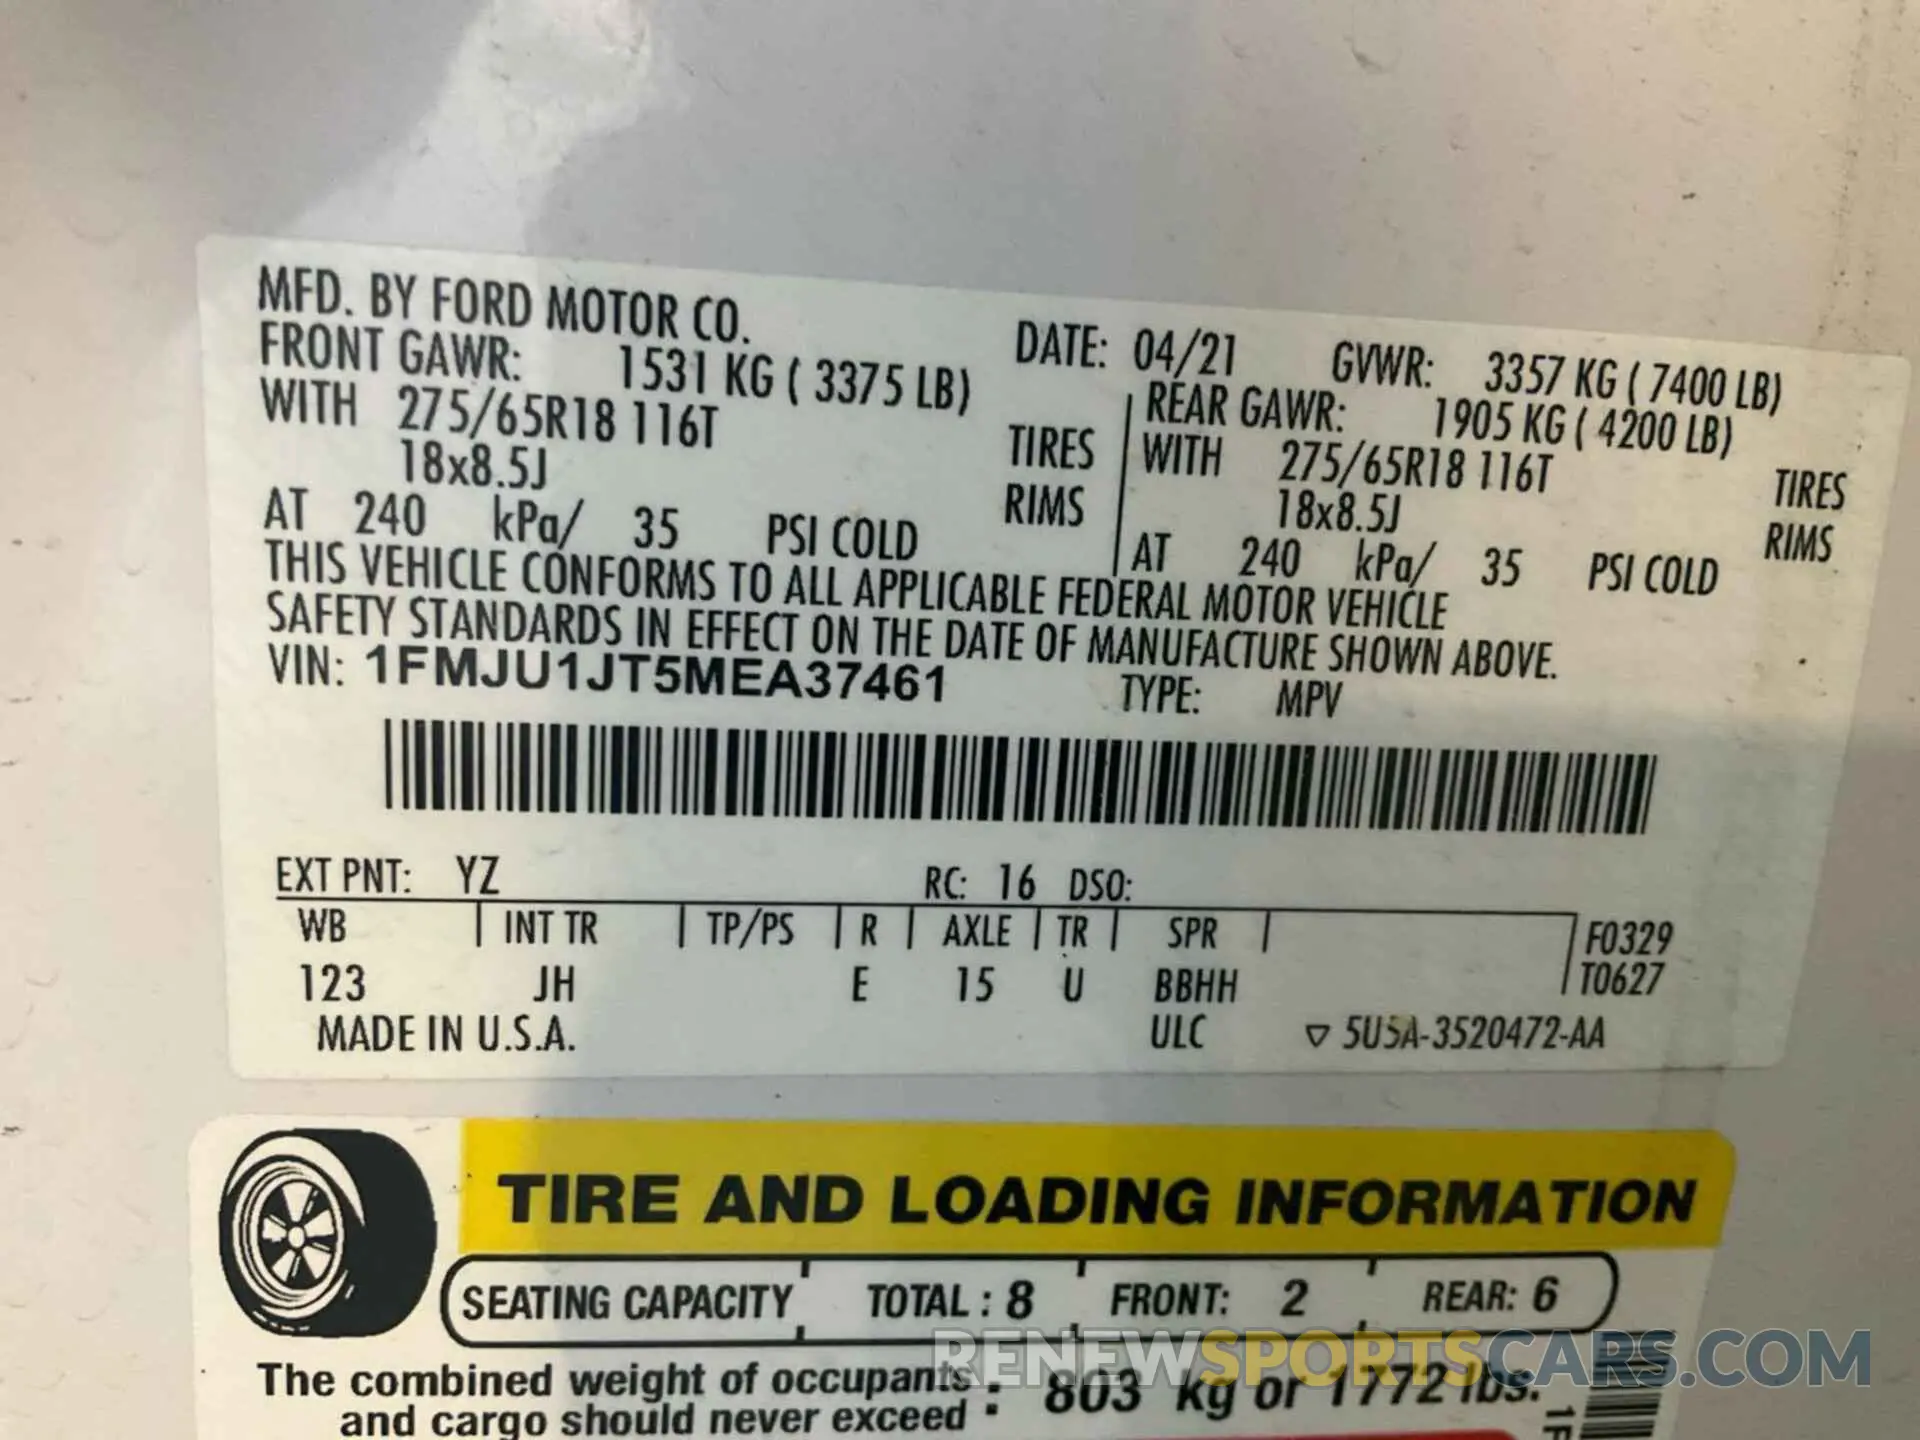 MFD. BY FORD MOTOR CO.
DATE: 04/21 GVWR: 3357 KG ( 7400 LB)
FRONT GAWR: 1531 KG ( 3375 LB)
REAR GAWR: 1905 KG ( 4200 LB)
WITH 275/65R18 116T TIRES
WITH 275/65R18 116T TIRES
18x8.5J RIMS
18x8.5J RIMS
AT 240 kPa/ 35 PSI COLD
AT 240 kPa/ 35 PSI COLD
THIS VEHICLE CONFORMS TO ALL APPLICABLE FEDERAL MOTOR VEHICLE
SAFETY STANDARDS IN EFFECT ON THE DATE OF MANUFACTURE SHOWN ABOVE.
VIN: 1FMJU1JT5MEA37461 TYPE: MPV
EXT PNT: YZ RC: 16 DSO:
WB INT TR TP/PS R AXLE TR SPR F0329
123 JH E 15 U BBHH T0627
MADE IN U.S.A. ULC ▽ 5U5A-3520472-AA
TIRE AND LOADING INFORMATION
SEATING CAPACITY TOTAL : 8 FRONT: 2 REAR: 6
The combined weight of occupants
and cargo should never exceed : 803 kg or 1772 lbs.
RENEWSPORTSCARS.COM
1F